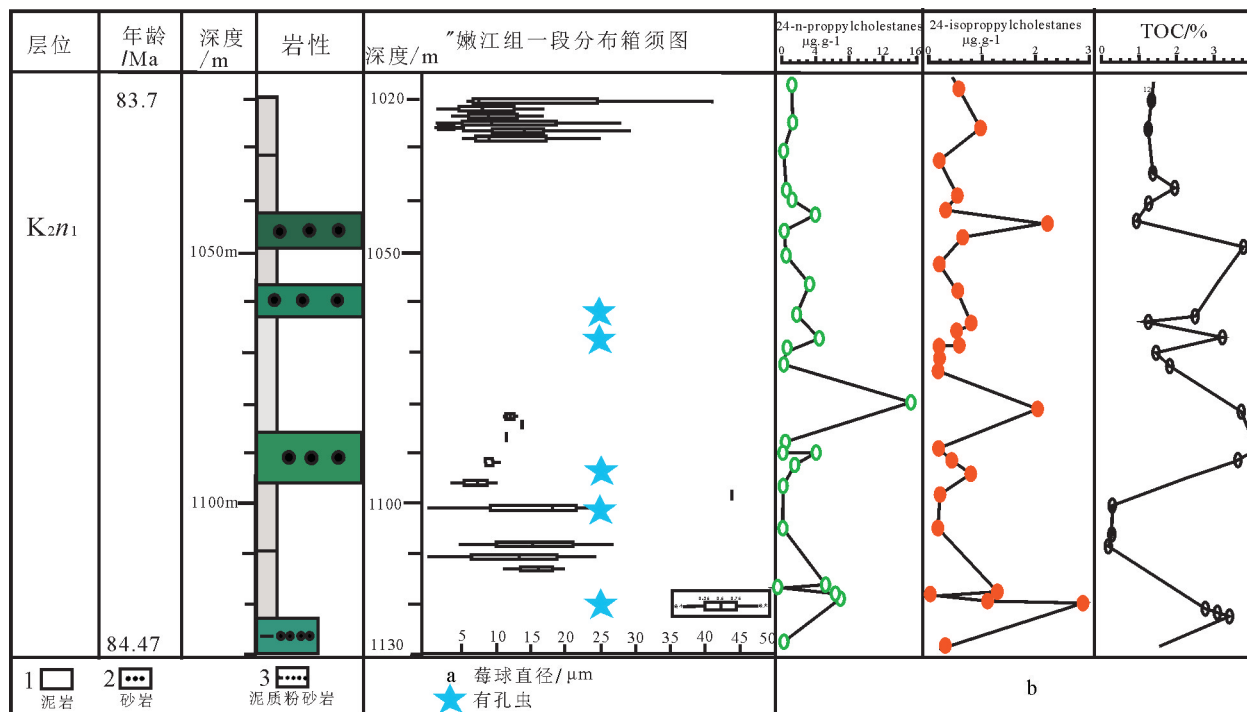 层位
年龄
/Ma
深度
/m
岩性
"嫩江组一段分布箱须图
深度/m
24-n-proppylcholestanes
μg.g-1
0 4 8 12 16
24-isoproppylcholestanes
μg.g-1
0 1 2 3
TOC/%
0 1 2 3
K2n1
83.7
84.47
1050m
1100m
1020
1050
1100
1130
5 10 15 20 25 30 35 40 45 50
1 泥岩
2 砂岩
3 泥质粉砂岩
a 莓球直径/μm
有孔虫
b